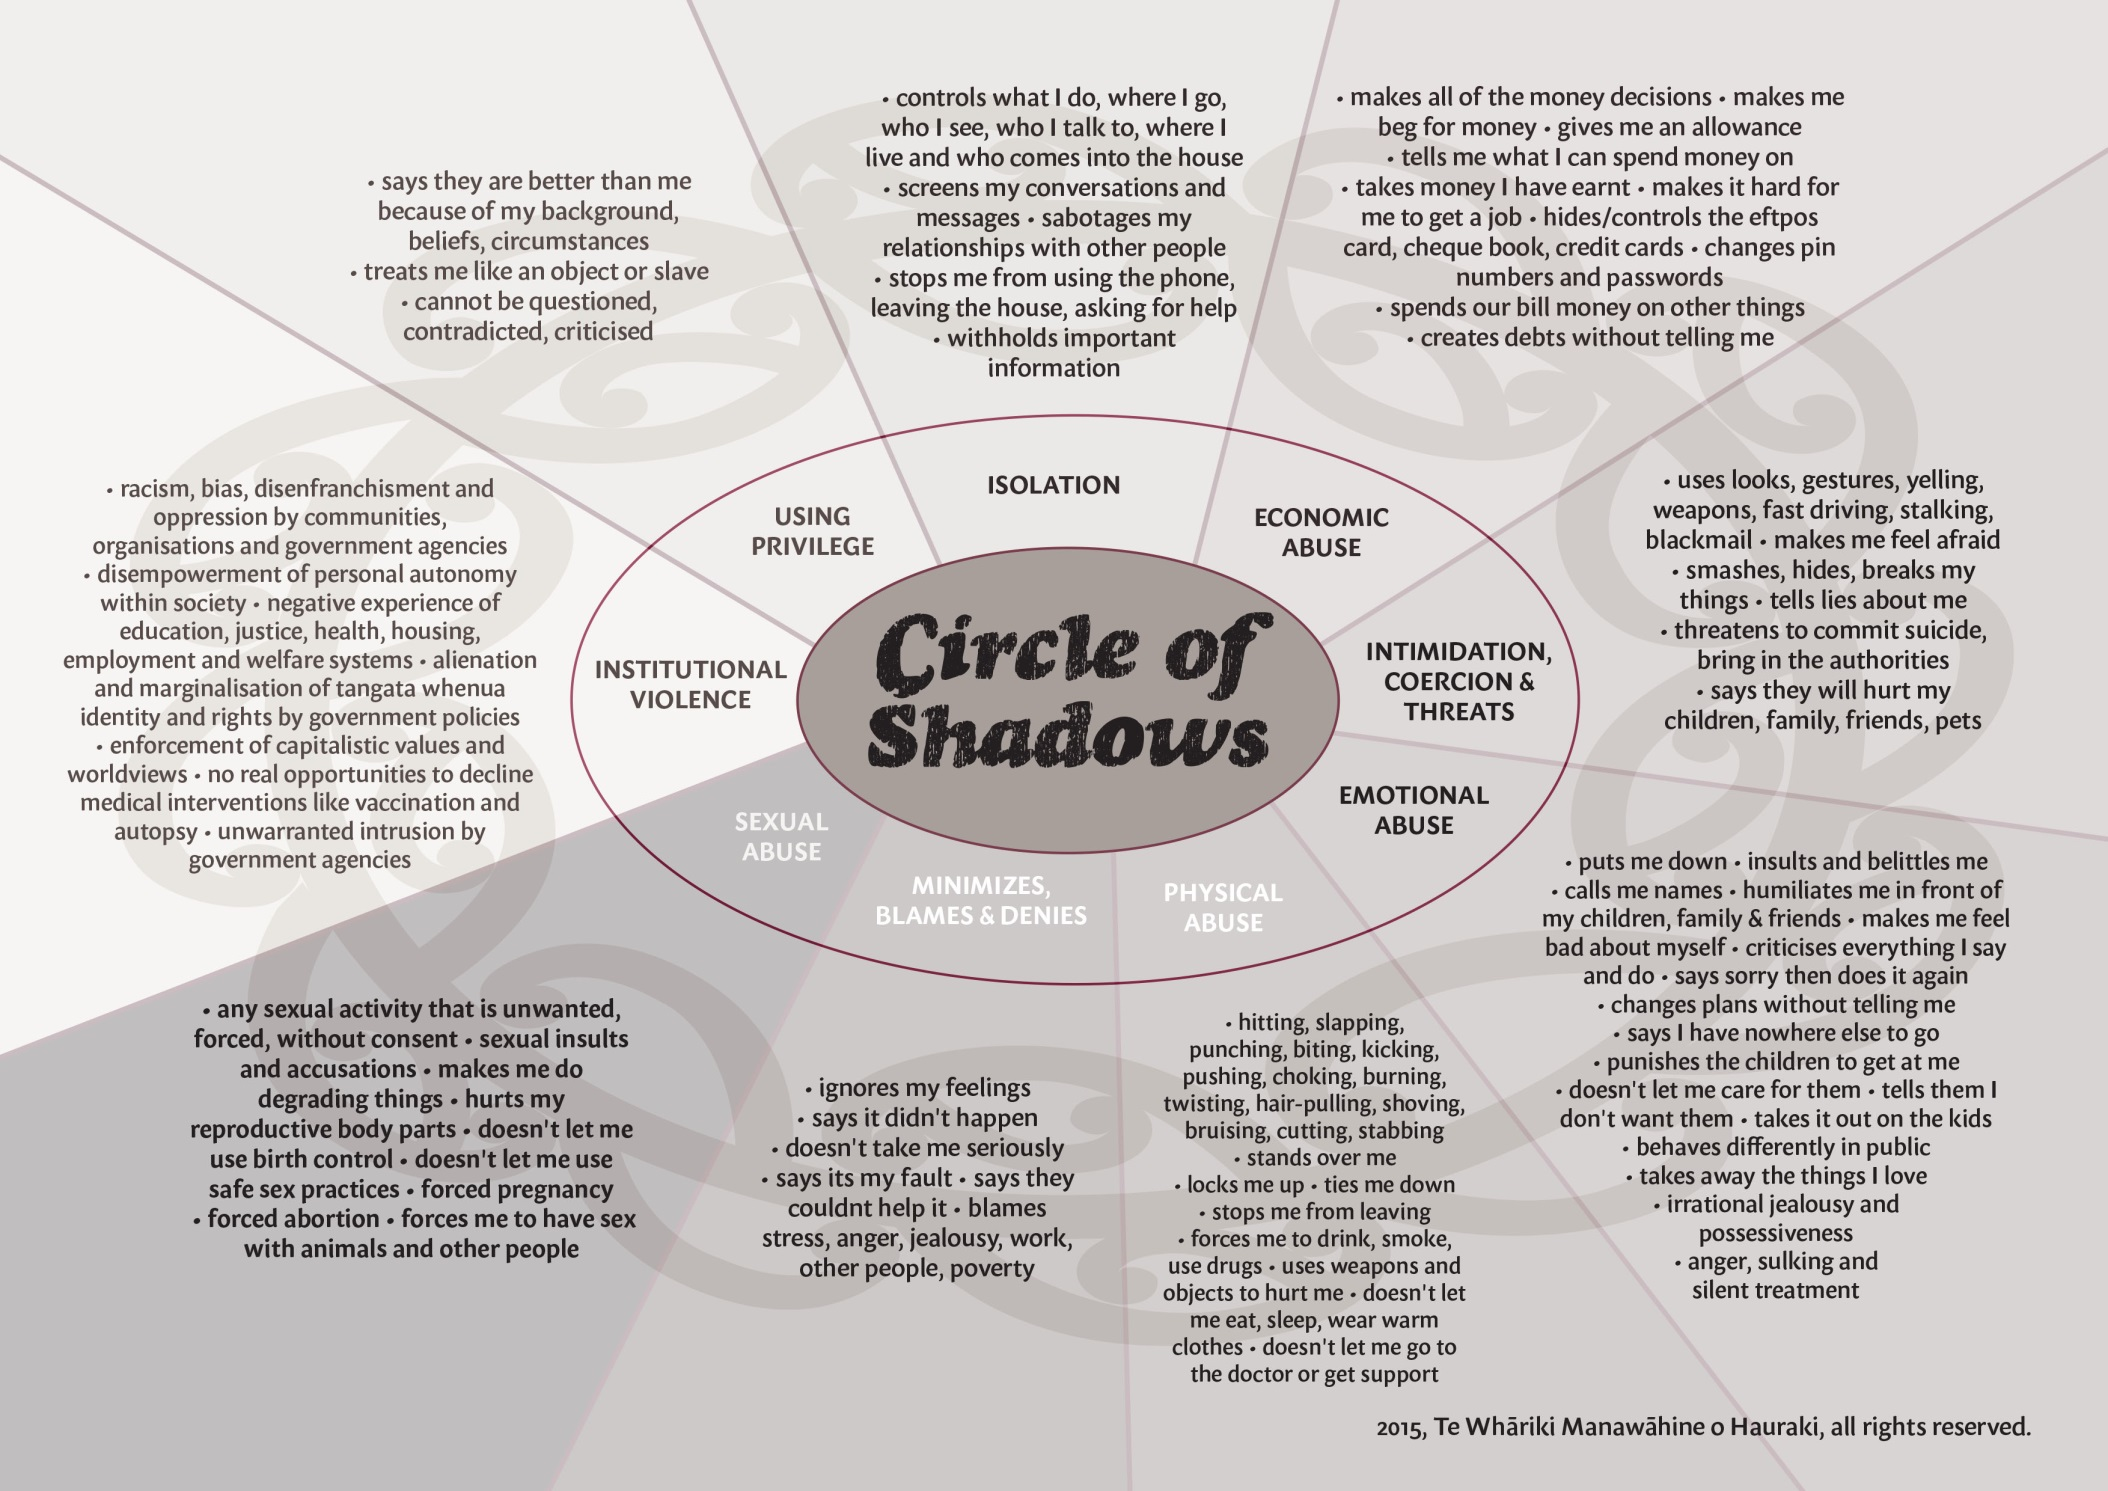 Circle of
Shadows
ISOLATION
• controls what I do, where I go,
who I see, who I talk to, where I
live and who comes into the house
• screens my conversations and
messages • sabotages my
relationships with other people
• stops me from using the phone,
leaving the house, asking for help
• withholds important
information
ECONOMIC
ABUSE
• makes all of the money decisions • makes me
beg for money • gives me an allowance
• tells me what I can spend money on
• takes money I have earnt • makes it hard for
me to get a job • hides/controls the eftpos
card, cheque book, credit cards • changes pin
numbers and passwords
• spends our bill money on other things
• creates debts without telling me
INTIMIDATION,
COERCION &
THREATS
• uses looks, gestures, yelling,
weapons, fast driving, stalking,
blackmail • makes me feel afraid
• smashes, hides, breaks my
things • tells lies about me
• threatens to commit suicide,
bring in the authorities
• says they will hurt my
children, family, friends, pets
EMOTIONAL
ABUSE
• puts me down • insults and belittles me
• calls me names • humiliates me in front of
my children, family & friends • makes me feel
bad about myself • criticises everything I say
and do • says sorry then does it again
• changes plans without telling me
• says I have nowhere else to go
• punishes the children to get at me
• doesn't let me care for them • tells them I
don't want them • takes it out on the kids
• behaves differently in public
• takes away the things I love
• irrational jealousy and
possessiveness
• anger, sulking and
silent treatment
PHYSICAL
ABUSE
• hitting, slapping,
punching, biting, kicking,
pushing, choking, burning,
twisting, hair-pulling, shoving,
bruising, cutting, stabbing
• stands over me
• locks me up • ties me down
• stops me from leaving
• forces me to drink, smoke,
use drugs • uses weapons and
objects to hurt me • doesn't let
me eat, sleep, wear warm
clothes • doesn't let me go to
the doctor or get support
MINIMIZES,
BLAMES & DENIES
• ignores my feelings
• says it didn't happen
• doesn't take me seriously
• says its my fault • says they
couldnt help it • blames
stress, anger, jealousy, work,
other people, poverty
SEXUAL
ABUSE
• any sexual activity that is unwanted,
forced, without consent • sexual insults
and accusations • makes me do
degrading things • hurts my
reproductive body parts • doesn't let me
use birth control • doesn't let me use
safe sex practices • forced pregnancy
• forced abortion • forces me to have sex
with animals and other people
INSTITUTIONAL
VIOLENCE
• racism, bias, disenfranchisment and
oppression by communities,
organisations and government agencies
• disempowerment of personal autonomy
within society • negative experience of
education, justice, health, housing,
employment and welfare systems • alienation
and marginalisation of tangata whenua
identity and rights by government policies
• enforcement of capitalistic values and
worldviews • no real opportunities to decline
medical interventions like vaccination and
autopsy • unwarranted intrusion by
government agencies
USING
PRIVILEGE
• says they are better than me
because of my background,
beliefs, circumstances
• treats me like an object or slave
• cannot be questioned,
contradicted, criticised
2015, Te Whāriki Manawāhine o Hauraki, all rights reserved.